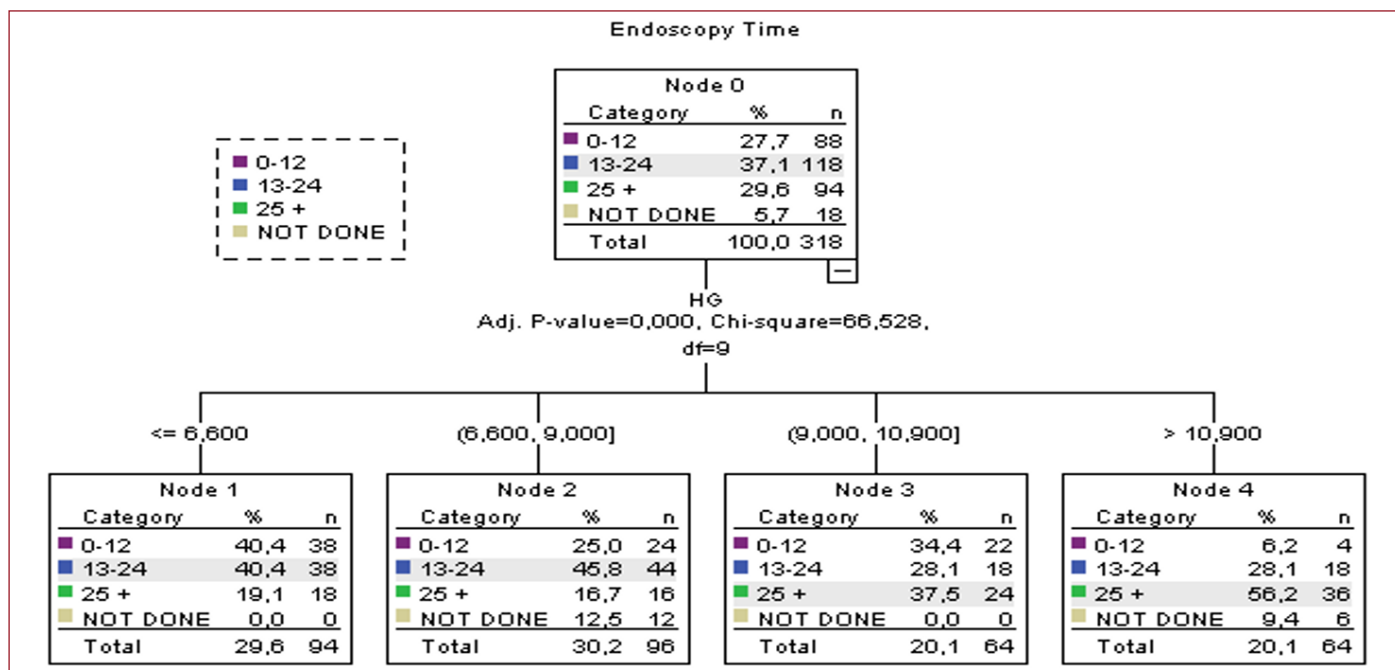 Endoscopy Time
Node 0
Category % n
0-12 27,7 88
13-24 37,1 118
25 + 29,6 94
NOT DONE 5,7 18
Total 100,0 318
0-12
13-24
25 +
NOT DONE
HG
Adj. P-value=0,000, Chi-square=66,528,
df=9
<= 6,600
(6,600, 9,000]
(9,000, 10,900]
> 10,900
Node 1
Category % n
0-12 40,4 38
13-24 40,4 38
25 + 19,1 18
NOT DONE 0,0 0
Total 29,6 94
Node 2
Category % n
0-12 25,0 24
13-24 45,8 44
25 + 16,7 16
NOT DONE 12,5 12
Total 30,2 96
Node 3
Category % n
0-12 34,4 22
13-24 28,1 18
25 + 37,5 24
NOT DONE 0,0 0
Total 20,1 64
Node 4
Category % n
0-12 6,2 4
13-24 28,1 18
25 + 56,2 36
NOT DONE 9,4 6
Total 20,1 64